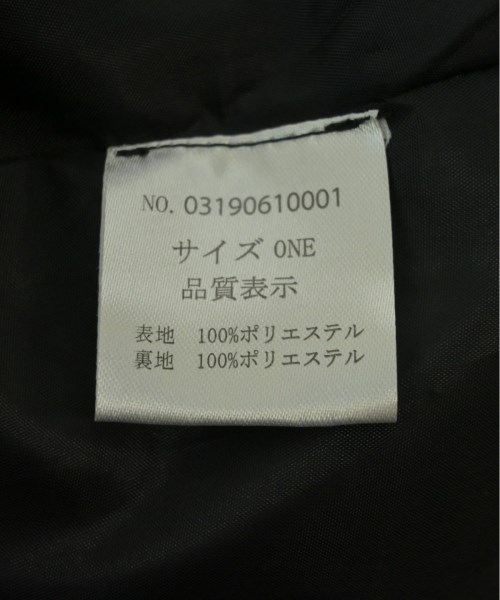 NO. 03190610001
サイズ ONE
品質表示
表地 100%ポリエステル
裏地 100%ポリエステル